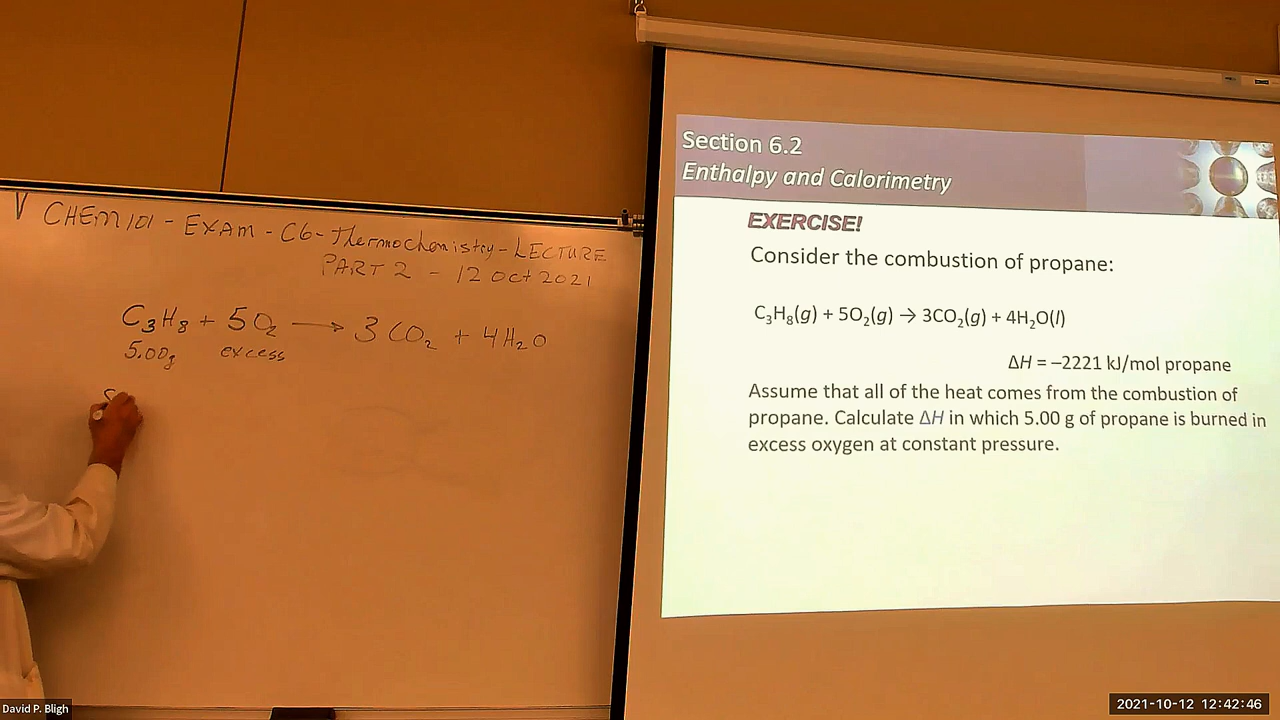 V CHEM 101 - EXAM - C6 - Thermochemistry - LECTURE
PART 2 - 12 Oct 2021
C₃H₈ + 5O₂ → 3CO₂ + 4H₂O
5.00g excess
Section 6.2
Enthalpy and Calorimetry
EXERCISE!
Consider the combustion of propane:
C₃H₈(g) + 5O₂(g) → 3CO₂(g) + 4H₂O(l)
ΔH = –2221 kJ/mol propane
Assume that all of the heat comes from the combustion of
propane. Calculate ΔH in which 5.00 g of propane is burned in
excess oxygen at constant pressure.
David P. Bligh
2021-10-12 12:42:46